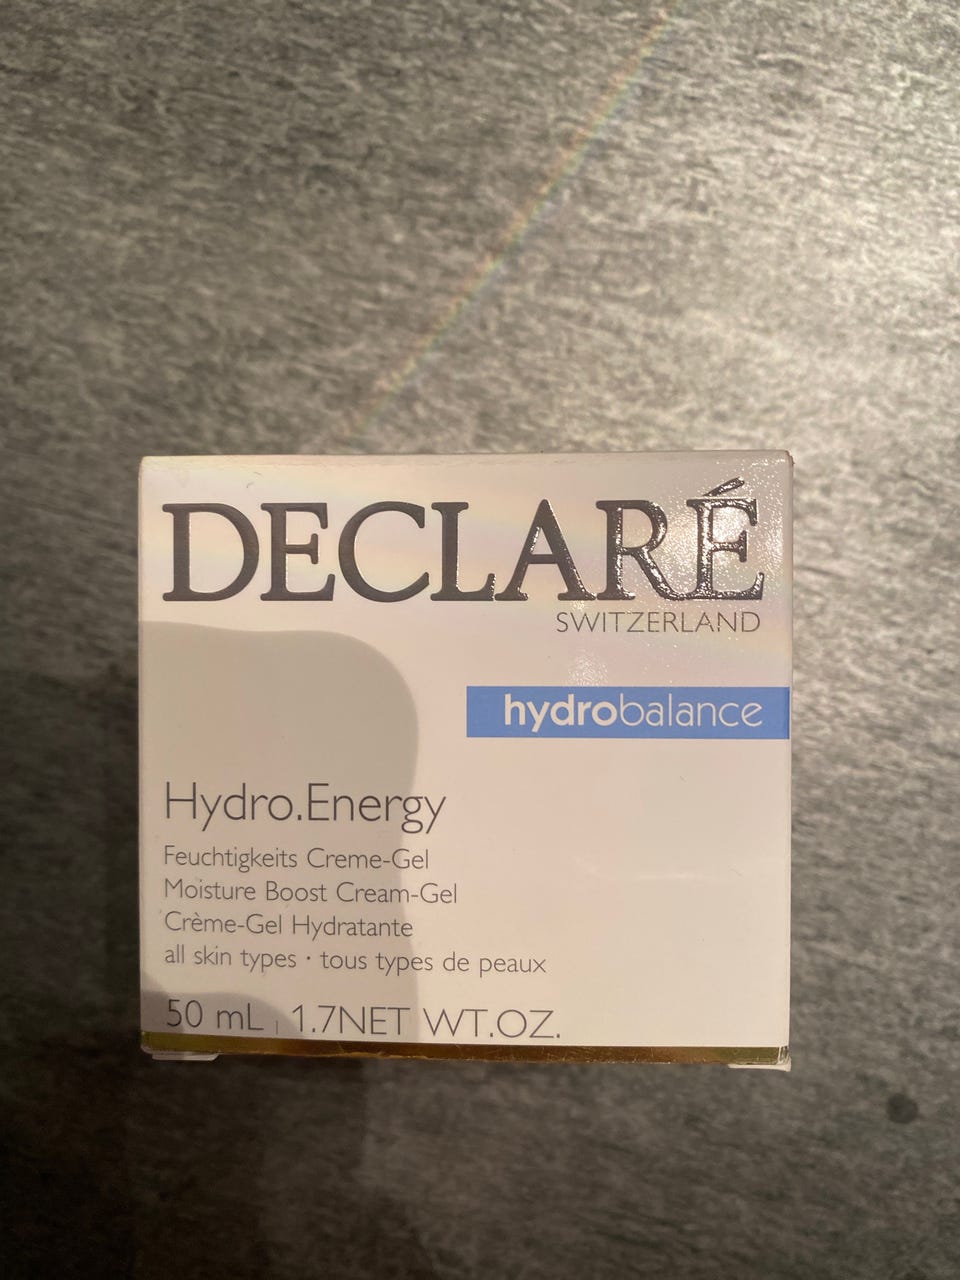 DECLARÉ
SWITZERLAND
hydrobalance
Hydro.Energy
Feuchtigkeits Creme-Gel
Moisture Boost Cream-Gel
Crème-Gel Hydratante
all skin types · tous types de peaux
50 mL | 1.7NET WT.OZ.